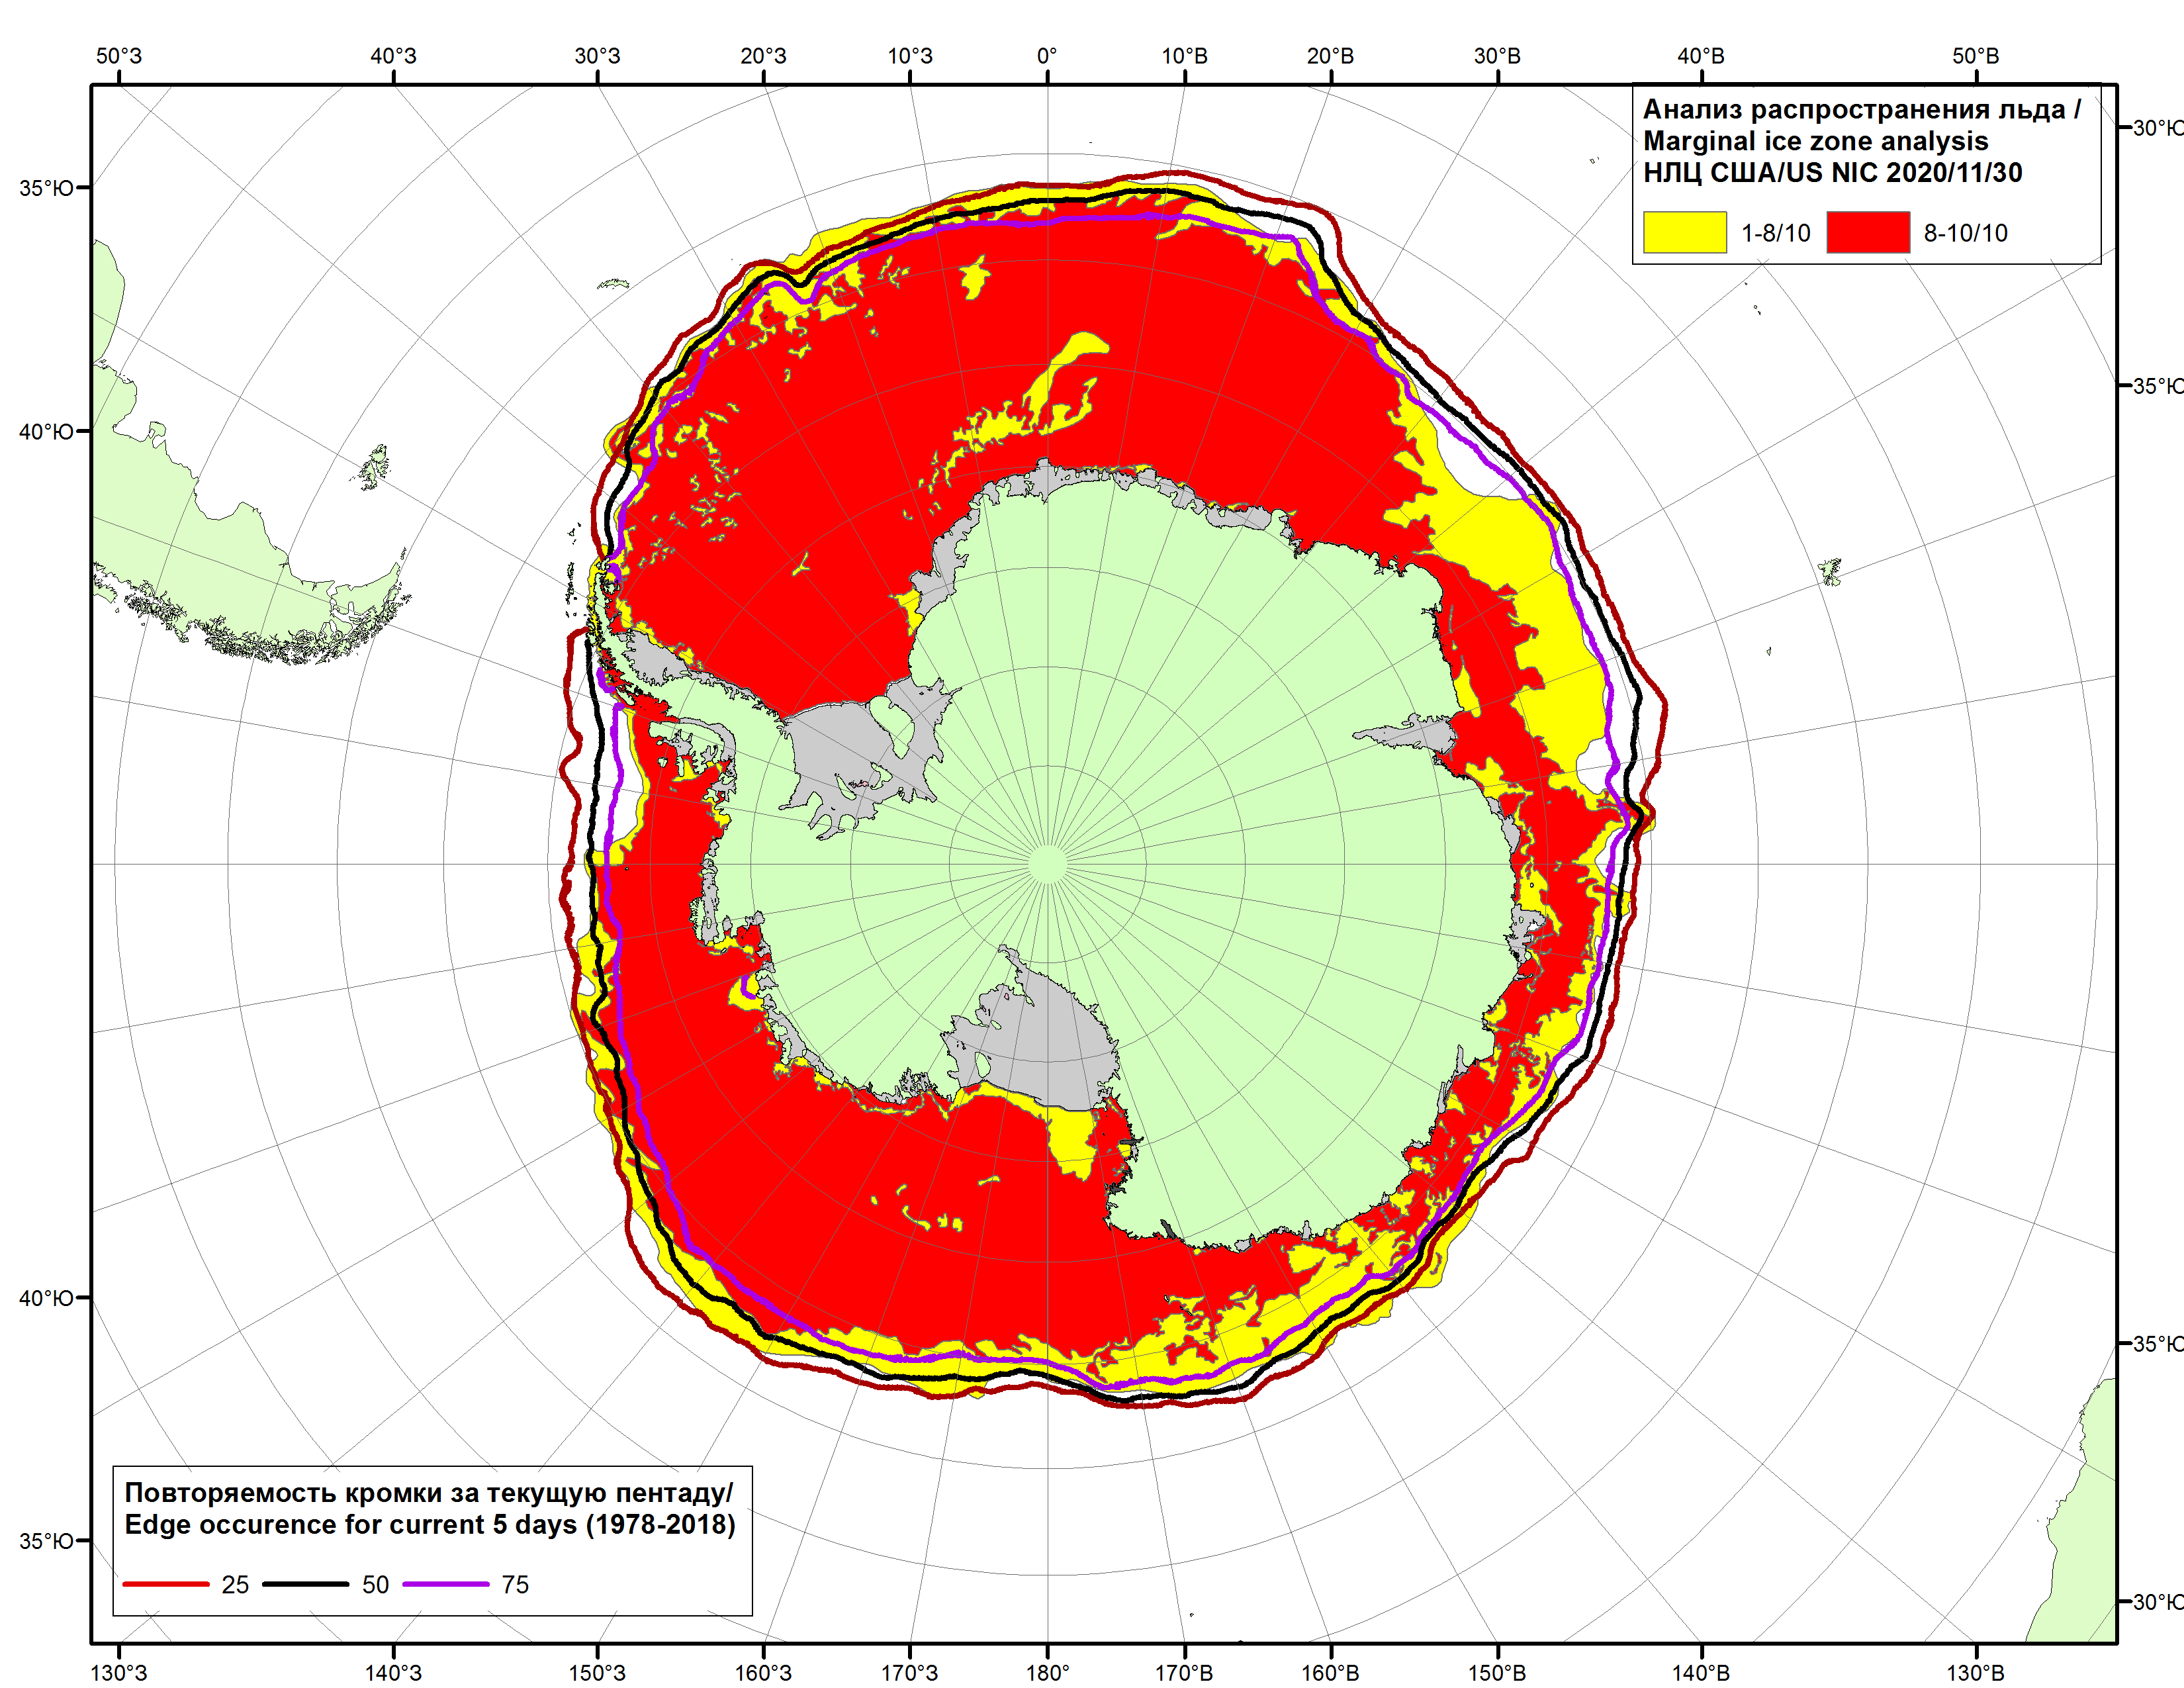 50°З 40°З 30°З 20°З 10°З 0° 10°В 20°В 30°В 40°В 50°В
Анализ распространения льда /
Marginal ice zone analysis
НЛЦ США/US NIC 2020/11/30
1-8/10 8-10/10
30°Ю
35°Ю
35°Ю
40°Ю
40°Ю
35°Ю
35°Ю
30°Ю
Повторяемость кромки за текущую пентаду/
Edge occurence for current 5 days (1978-2018)
25 50 75
130°З 140°З 150°З 160°З 170°З 180° 170°В 160°В 150°В 140°В 130°В